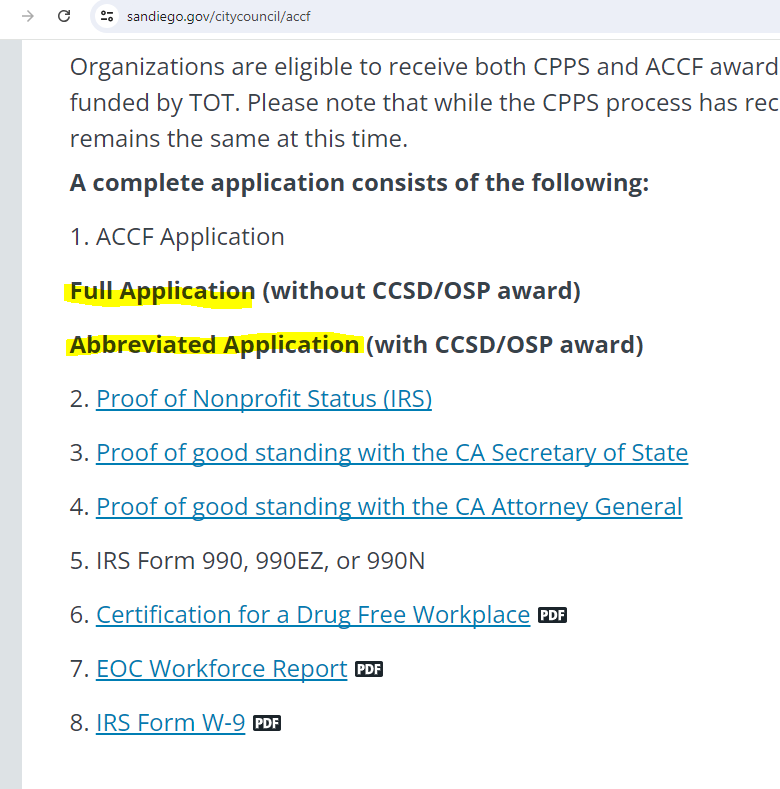 sandiego.gov/citycouncil/accf
Organizations are eligible to receive both CPPS and ACCF award
funded by TOT. Please note that while the CPPS process has rec
remains the same at this time.
A complete application consists of the following:
1. ACCF Application
Full Application (without CCSD/OSP award)
Abbreviated Application (with CCSD/OSP award)
2. Proof of Nonprofit Status (IRS)
3. Proof of good standing with the CA Secretary of State
4. Proof of good standing with the CA Attorney General
5. IRS Form 990, 990EZ, or 990N
6. Certification for a Drug Free Workplace PDF
7. EOC Workforce Report PDF
8. IRS Form W-9 PDF